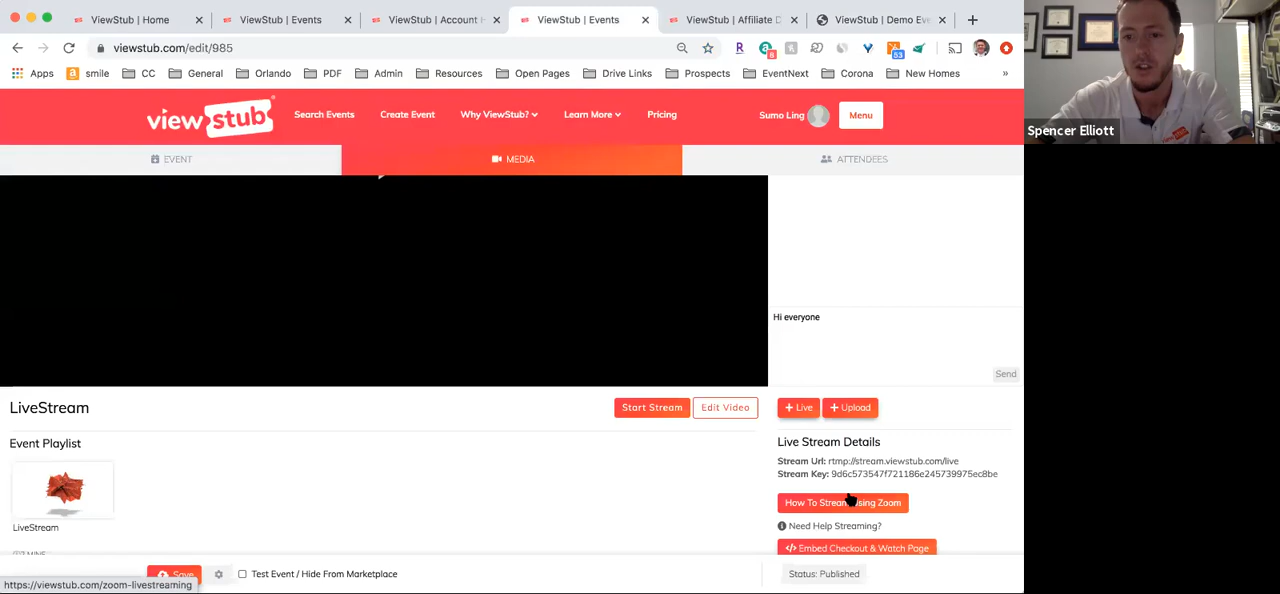 ViewStub | Home
ViewStub | Events
ViewStub | Account H
ViewStub | Events
ViewStub | Affiliate D
ViewStub | Demo Eve
viewstub.com/edit/985
Apps
smile
CC
General
Orlando
PDF
Admin
Resources
Open Pages
Drive Links
Prospects
EventNext
Corona
New Homes
»
view stub
Search Events
Create Event
Why ViewStub?
Learn More
Pricing
Sumo Ling
Menu
Spencer Elliott
EVENT
MEDIA
ATTENDEES
Hi everyone
Send
LiveStream
Start Stream
Edit Video
+ Live
+ Upload
Event Playlist
Live Stream Details
Stream Url: rtmp://stream.viewstub.com/live
Stream Key: 9d6c573547f721186e245739975ec8be
How To Stream Using Zoom
LiveStream
Need Help Streaming?
</> Embed Checkout & Watch Page
Save
Test Event / Hide From Marketplace
Status: Published
https://viewstub.com/zoom-livestreaming